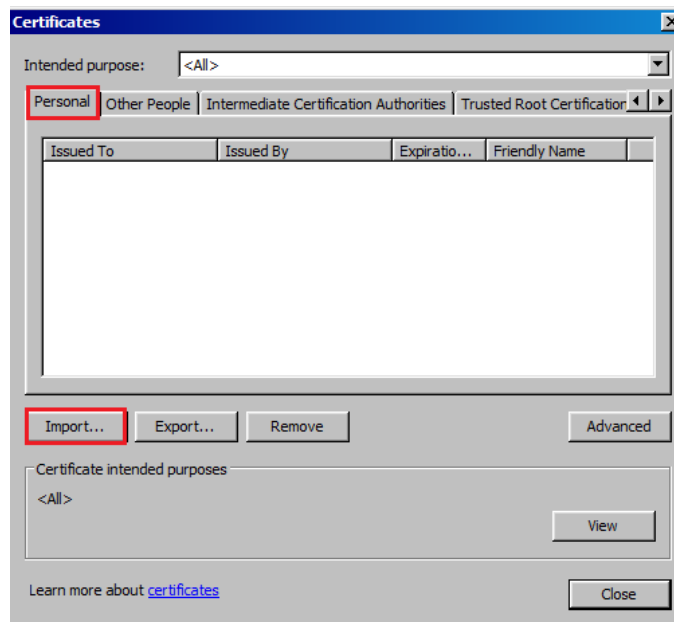 Certificates
Intended purpose: <All>
Personal Other People Intermediate Certification Authorities Trusted Root Certification
Issued To Issued By Expiratio... Friendly Name
Import... Export... Remove Advanced
Certificate intended purposes
<All>
View
Learn more about certificates
Close